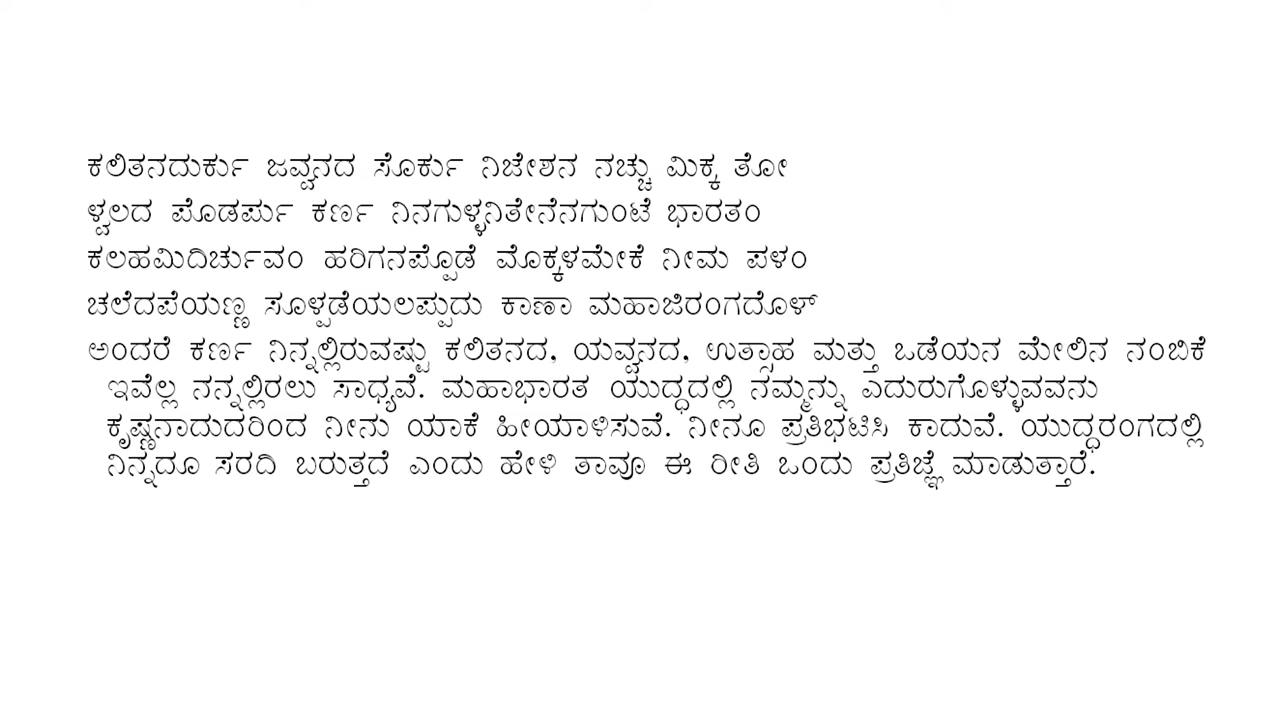 ಕಲಿತನದುರ್ಕು ಜವ್ವನದ ಸೊರ್ಕು ನಿಜೇಶನ ನಚ್ಚು ಮಿಕ್ಕ ತೋ
ಳ್ವಲದ ಪೊಡರ್ಪು ಕರ್ಣ ನಿನಗುಳ್ಳನಿತೇನೆನಗುಂಟೆ ಭಾರತಂ
ಕಲಹಮಿದಿರ್ಚುವಂ ಹರಿಗನಪ್ಪೊಡೆ ಮೊಕ್ಕಳಮೇಕೆ ನೀಮ ಪಳಂ
ಚಲೆದಪೆಯಣ್ಣ ಸೂಳ್ಪಡೆಯಲಪ್ಪುದು ಕಾಣಾ ಮಹಾಜಿರಂಗದೊಳ್
ಅಂದರೆ ಕರ್ಣ ನಿನ್ನಲ್ಲಿರುವಷ್ಟು ಕಲಿತನದ, ಯವ್ವನದ, ಉತ್ಸಾಹ ಮತ್ತು ಒಡೆಯನ ಮೇಲಿನ ನಂಬಿಕೆ
ಇವೆಲ್ಲ ನನ್ನಲ್ಲಿರಲು ಸಾಧ್ಯವೆ. ಮಹಾಭಾರತ ಯುದ್ಧದಲ್ಲಿ ನಮ್ಮನ್ನು ಎದುರುಗೊಳ್ಳುವವನು
ಕೃಷ್ಣನಾದುದರಿಂದ ನೀನು ಯಾಕೆ ಹೀಯಾಳಿಸುವೆ. ನೀನೂ ಪ್ರತಿಭಟಿಸಿ ಕಾದುವೆ. ಯುದ್ಧರಂಗದಲ್ಲಿ
ನಿನ್ನದೂ ಸರದಿ ಬರುತ್ತದೆ ಎಂದು ಹೇಳಿ ತಾವೂ ಈ ರೀತಿ ಒಂದು ಪ್ರತಿಜ್ಞೆ ಮಾಡುತ್ತಾರೆ.